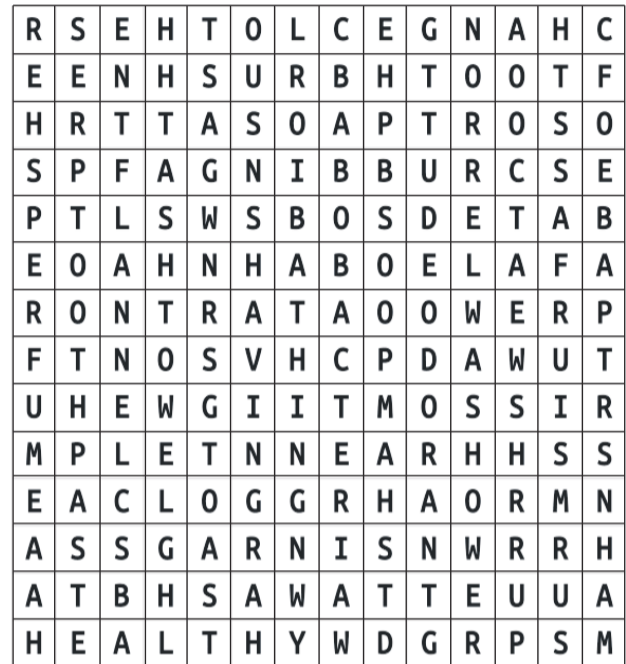 R S E H T O L C E G N A H C
E E N H S U R B H T O O T F
H R T T A S O A P T R O S O
S P F A G N I B B U R C S E
P T L S W S B O S D E T A B
E O A H N H A B O E L A F A
R O N T R A T A O O W E R P
F T N O S V H C P D A W U T
U H E W G I I T M O S S I R
M P L E T N N E A R H H S S
E A C L O G G R H A O R M N
A S S G A R N I S N W R R H
A T B H S A W A T T E U U A
H E A L T H Y W D G R P S M